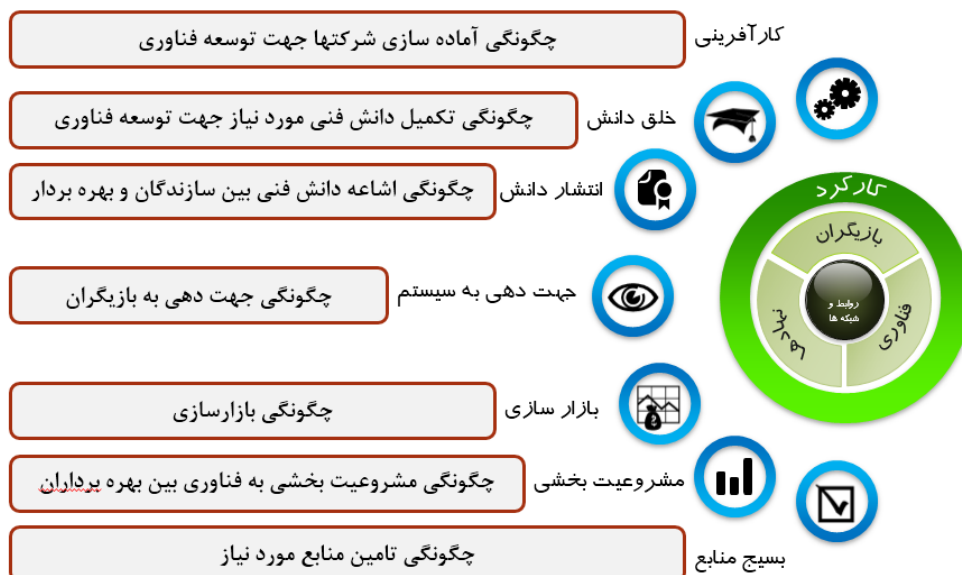 کارآفرینی
چگونگی آماده سازی شرکتها جهت توسعه فناوری
خلق دانش
چگونگی تکمیل دانش فنی مورد نیاز جهت توسعه فناوری
انتشار دانش
چگونگی اشاعه دانش فنی بین سازندگان و بهره بردار
جهت دهی به سیستم
چگونگی جهت دهی به بازیگران
بازار سازی
چگونگی بازارسازی
مشروعیت بخشی
چگونگی مشروعیت بخشی به فناوری بین بهره برداران
بسیج منابع
چگونگی تامین منابع مورد نیاز
کارکرد
بازیگران
فناوری
نهادها
روابط و
شبکه ها